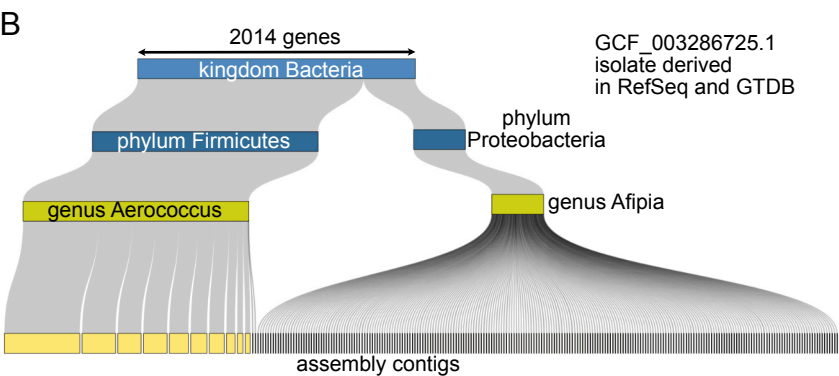 B
2014 genes
kingdom Bacteria
GCF_003286725.1
isolate derived
in RefSeq and GTDB
phylum Firmicutes
phylum
Proteobacteria
genus Aerococcus
genus Afipia
assembly contigs